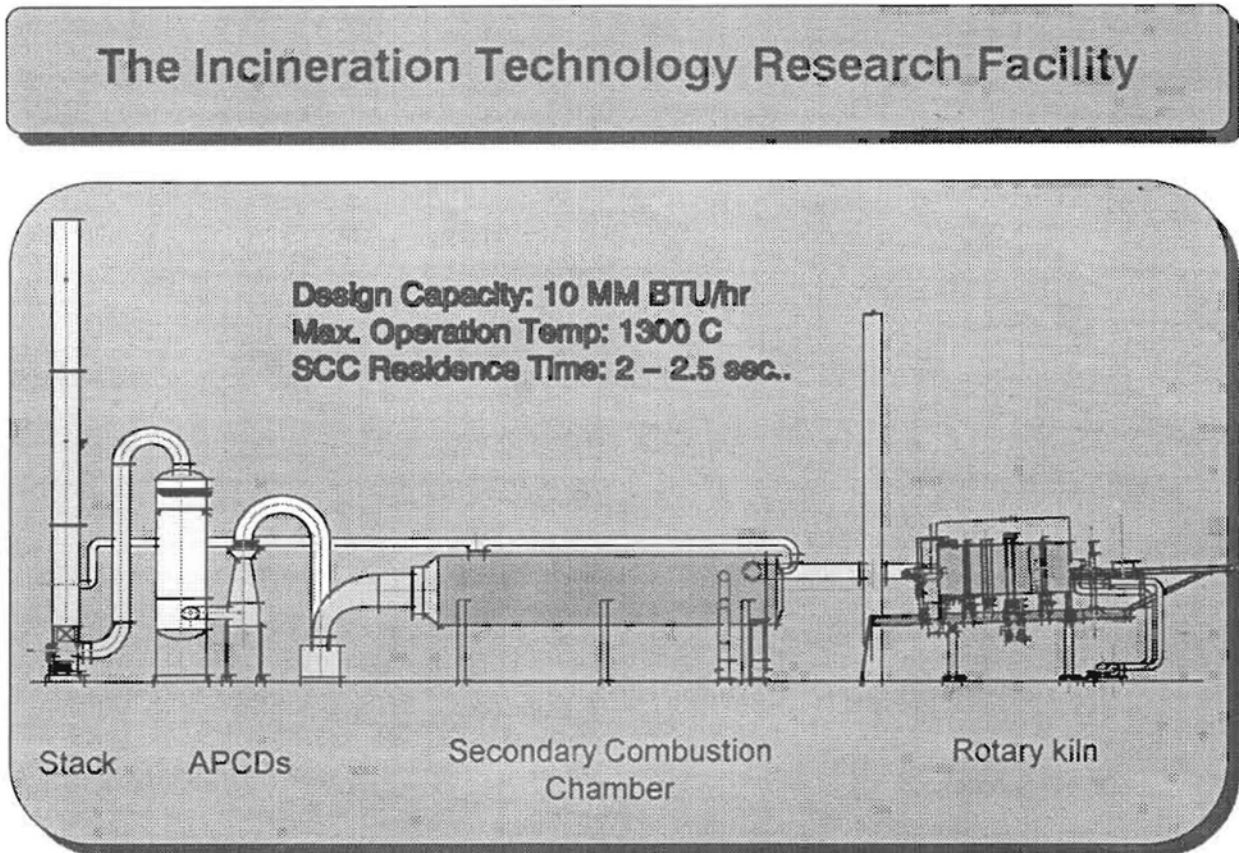 The Incineration Technology Research Facility
Design Capacity: 10 MM BTU/hr
Max. Operation Temp: 1300 C
SCC Residence Time: 2 – 2.5 sec..
Stack
APCDs
Secondary Combustion
Chamber
Rotary kiln